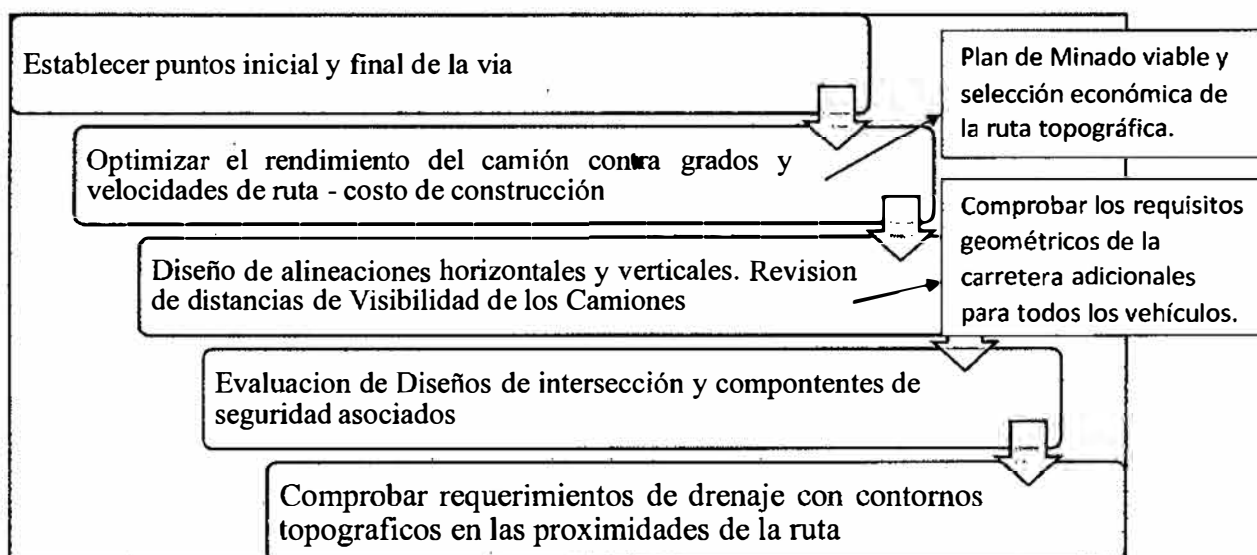 Establecer puntos inicial y final de la via
Plan de Minado viable y
selección económica de
la ruta topográfica.
Optimizar el rendimiento del camión contra grados y
velocidades de ruta - costo de construcción
Comprobar los requisitos
geométricos de la
carretera adicionales
para todos los vehículos.
Diseño de alineaciones horizontales y verticales. Revision
de distancias de Visibilidad de los Camiones
Evaluacion de Diseños de intersección y compontentes de
seguridad asociados
Comprobar requerimientos de drenaje con contornos
topograficos en las proximidades de la ruta